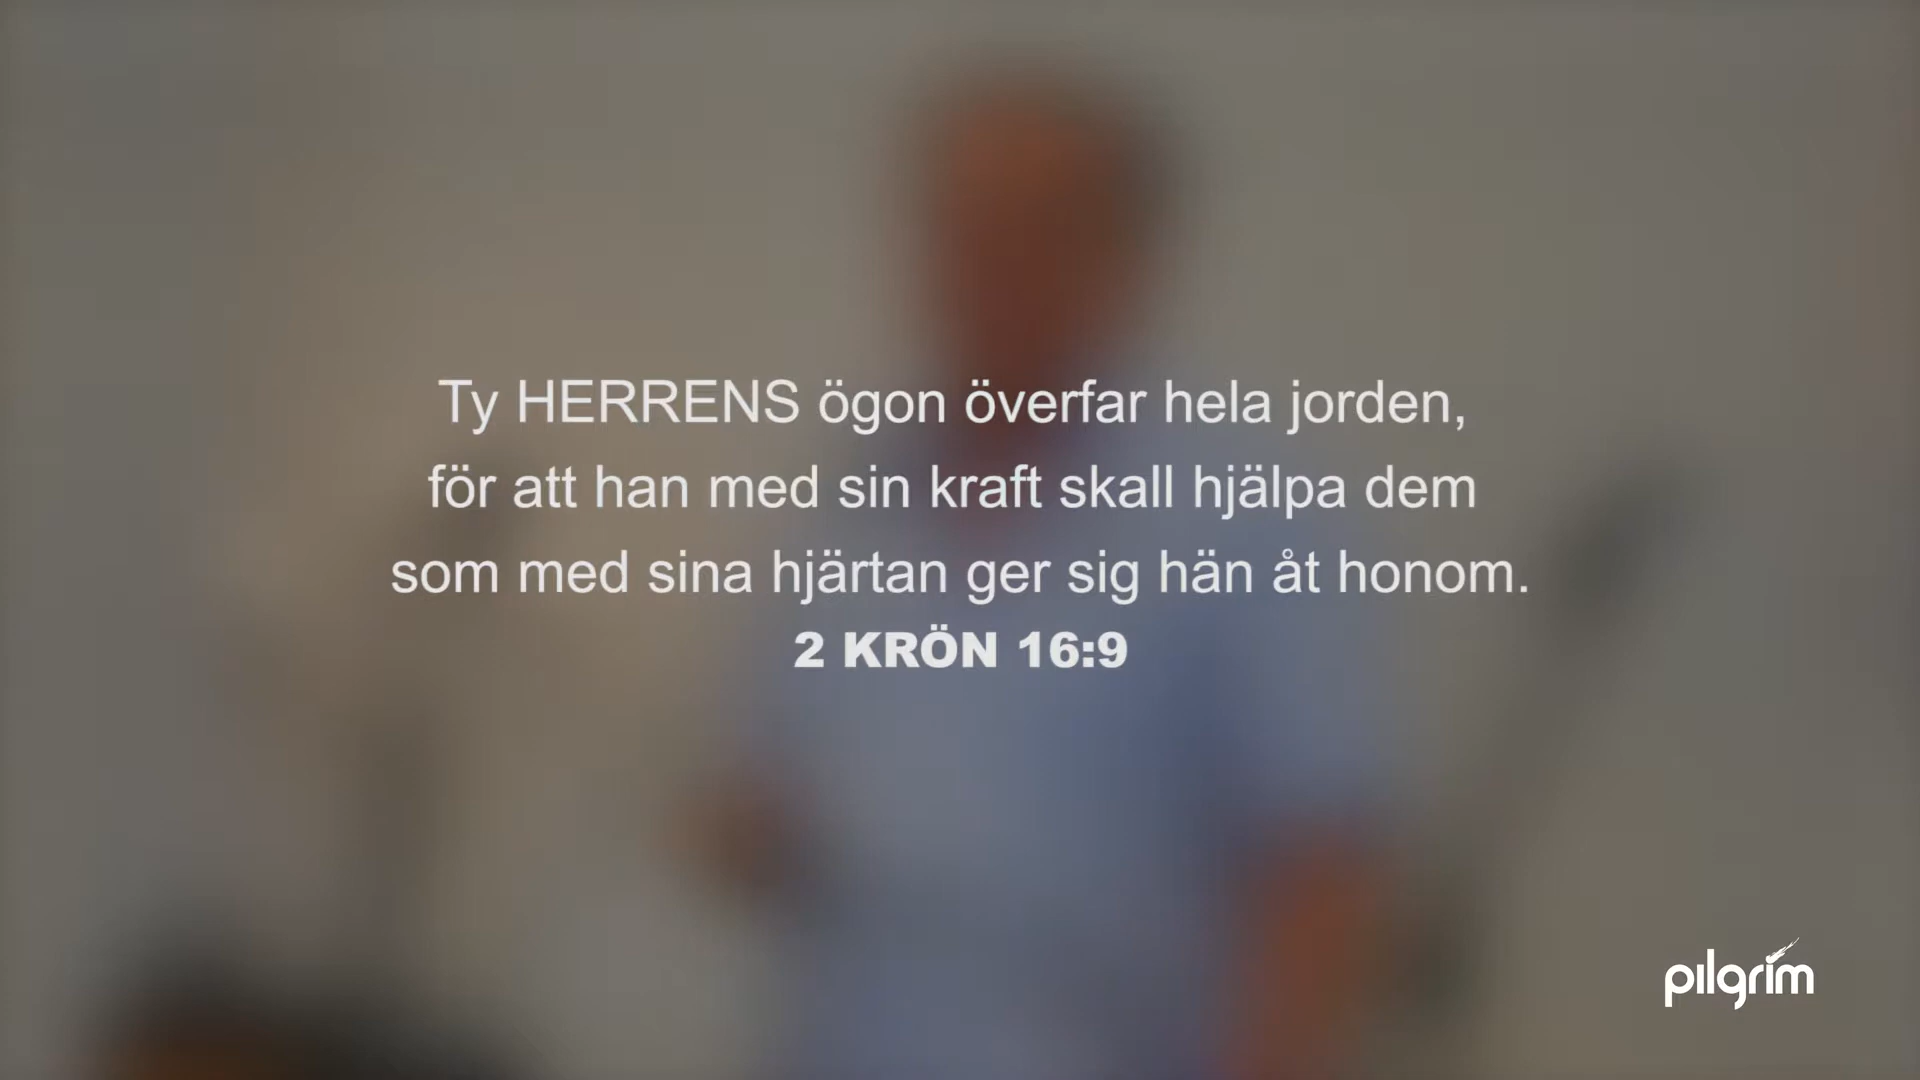 Ty HERRENS ögon överfar hela jorden,
för att han med sin kraft skall hjälpa dem
som med sina hjärtan ger sig hän åt honom.
2 KRÖN 16:9
pilgrim